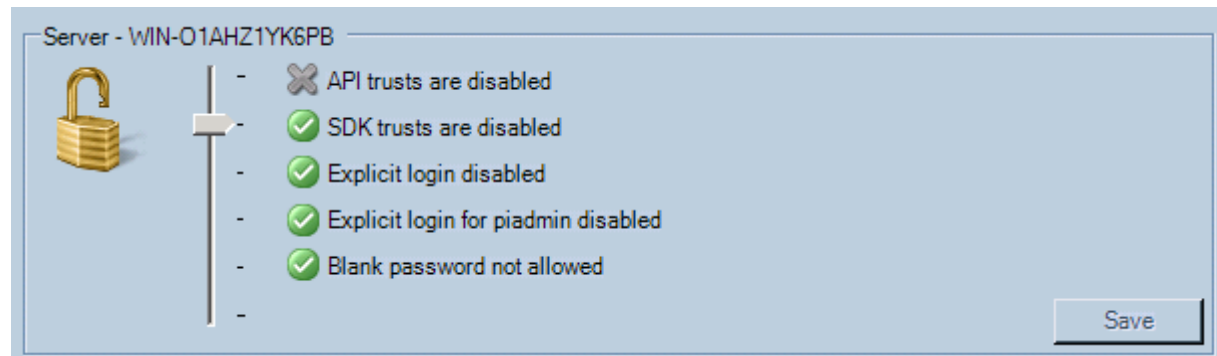 Server - WIN-O1AHZ1YK6PB
API trusts are disabled
SDK trusts are disabled
Explicit login disabled
Explicit login for piadmin disabled
Blank password not allowed
Save